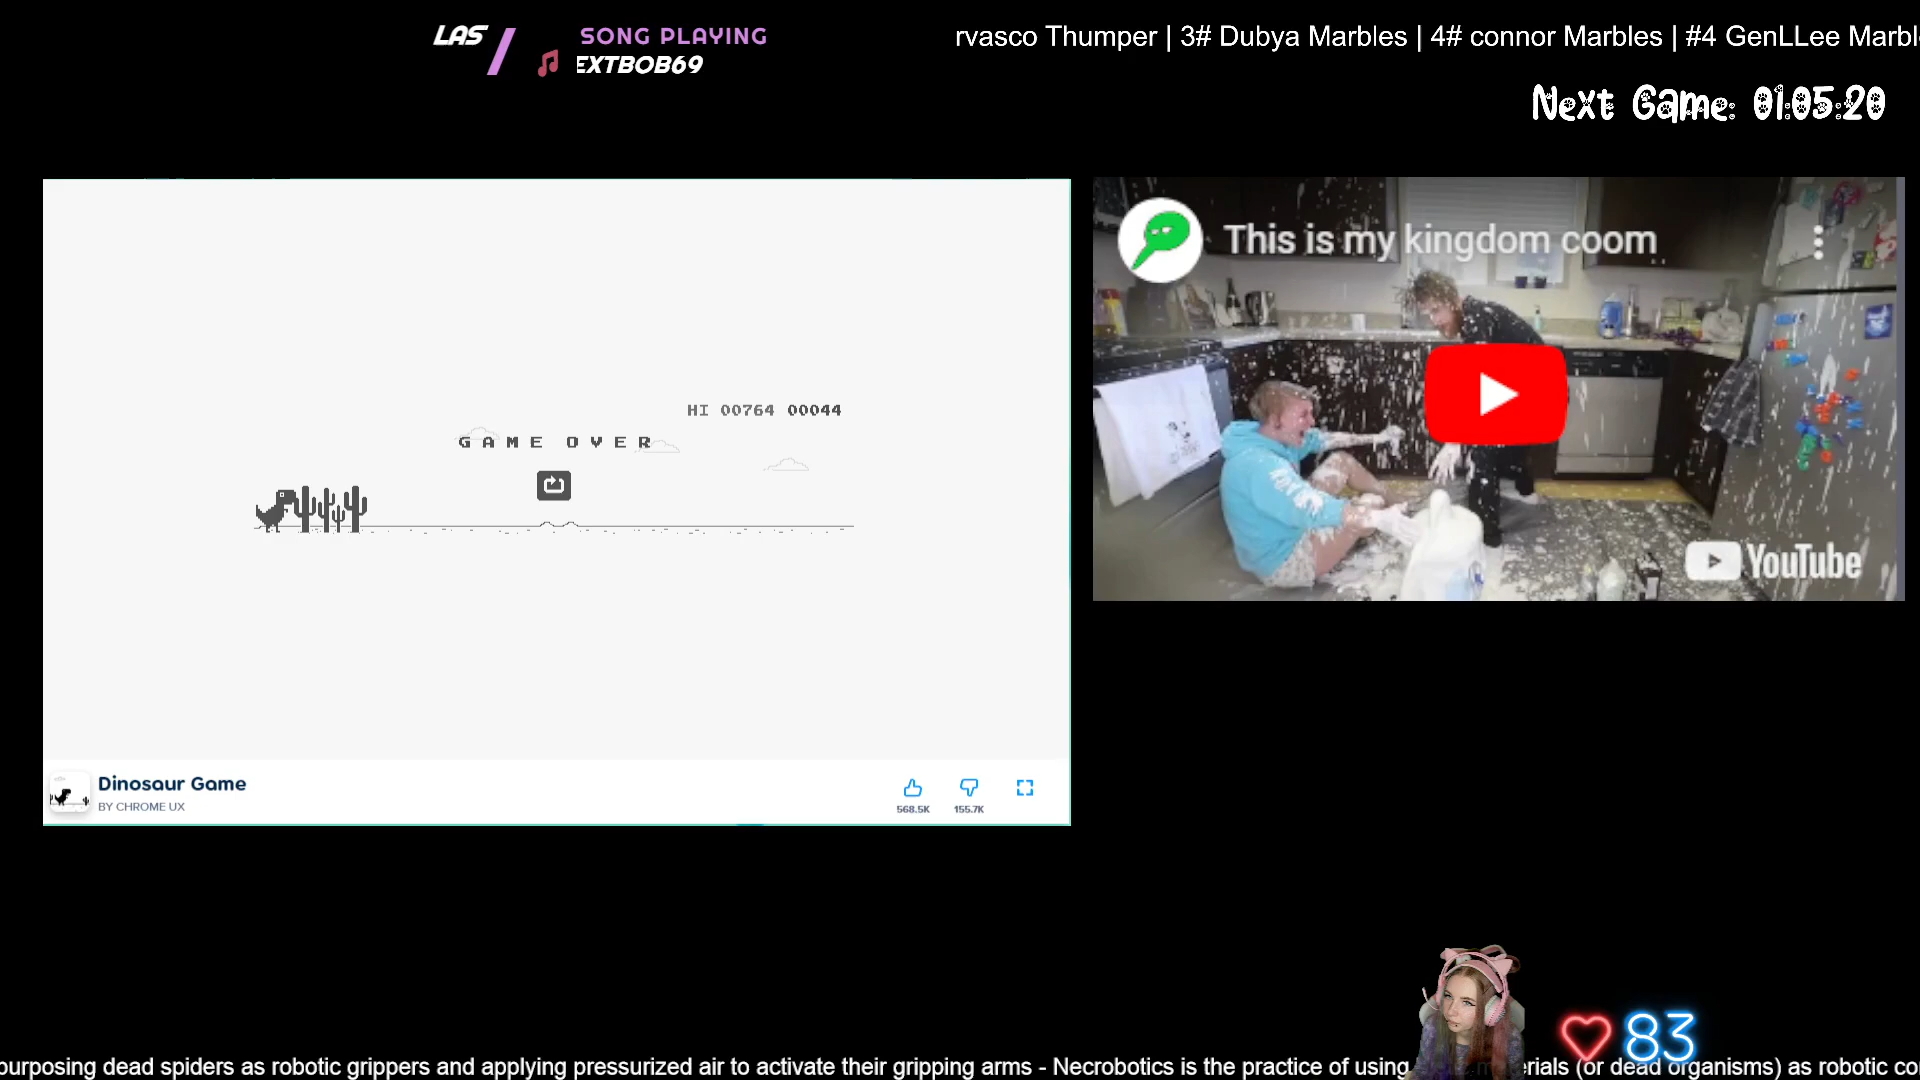 LAS
SONG PLAYING
EXTBOB69
rvasco Thumper | 3# Dubya Marbles | 4# connor Marbles | #4 GenLLee Marbl
Next Game: 01:05:20
This is my kingdom coom
YouTube
HI 00764 00044
GAME OVER
Dinosaur Game
BY CHROME UX
568.5K
155.7K
83
purposing dead spiders as robotic grippers and applying pressurized air to activate their gripping arms - Necrobotics is the practice of using (or dead organisms) as robotic co